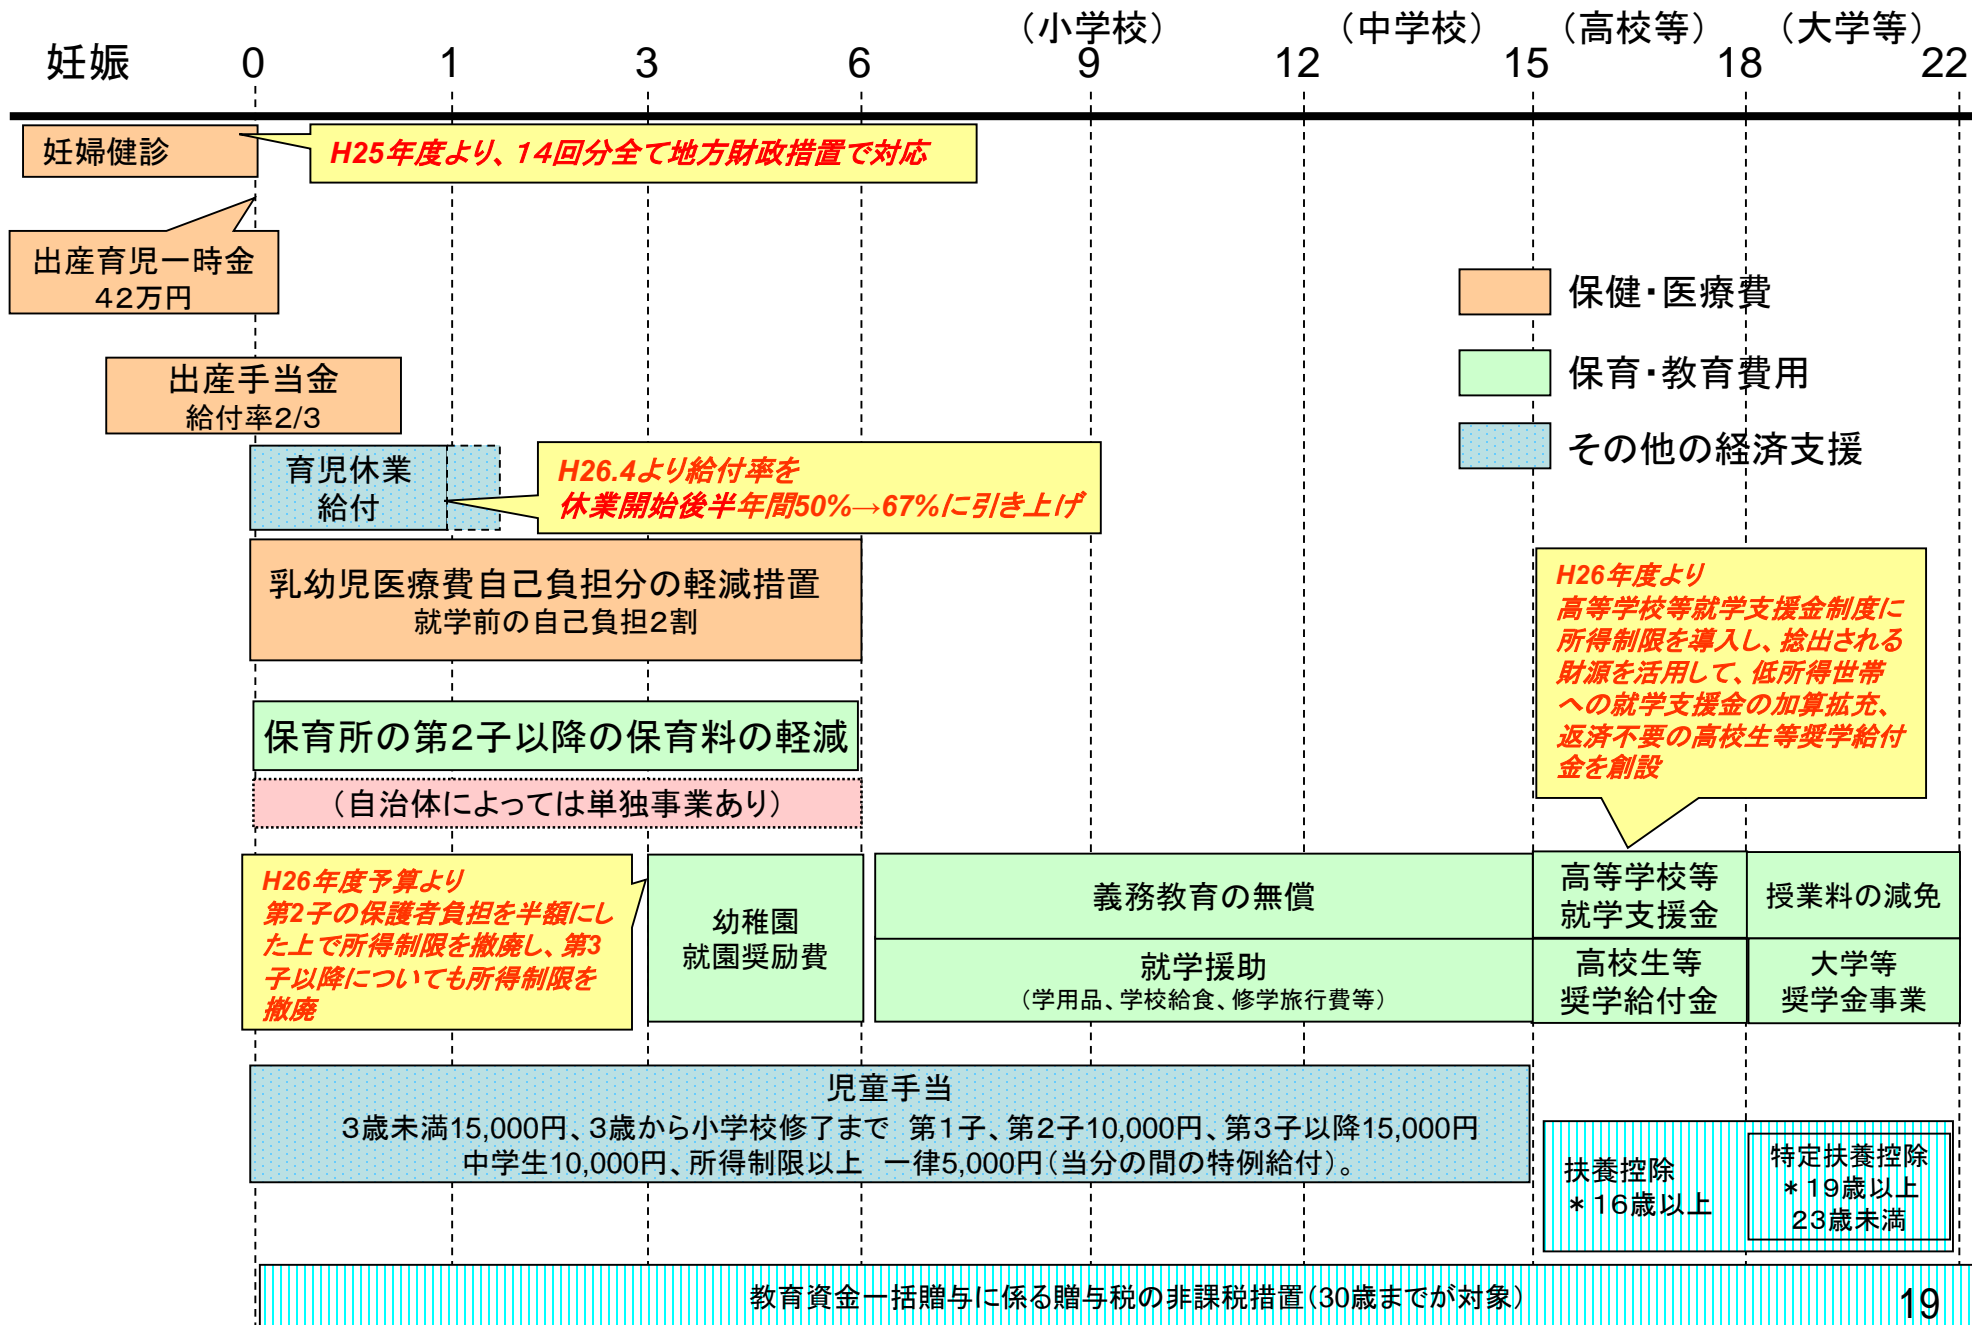 （小学校）　（中学校）　（高校等）　（大学等）
妊娠　0　1　3　6　9　12　15　18　22
妊婦健診
H25年度より、14回分全て地方財政措置で対応
出産育児一時金
42万円
保健・医療費
保育・教育費用
その他の経済支援
出産手当金
給付率2/3
育児休業
給付
H26.4より給付率を
休業開始後半年間50%→67%に引き上げ
乳幼児医療費自己負担分の軽減措置
就学前の自己負担2割
H26年度より
高等学校等就学支援金制度に
所得制限を導入し、捻出される
財源を活用して、低所得世帯
への就学支援金の加算拡充、
返済不要の高校生等奨学給付
金を創設
保育所の第2子以降の保育料の軽減
（自治体によっては単独事業あり）
H26年度予算より
第2子の保護者負担を半額にし
た上で所得制限を撤廃し、第3
子以降についても所得制限を
撤廃
幼稚園
就園奨励費
義務教育の無償
就学援助
（学用品、学校給食、修学旅行費等）
高等学校等
就学支援金
高校生等
奨学給付金
授業料の減免
大学等
奨学金事業
児童手当
3歳未満15,000円、3歳から小学校修了まで　第1子、第2子10,000円、第3子以降15,000円
中学生10,000円、所得制限以上　一律5,000円（当分の間の特例給付）。
扶養控除
＊16歳以上
特定扶養控除
＊19歳以上
23歳未満
教育資金一括贈与に係る贈与税の非課税措置（30歳までが対象）
19